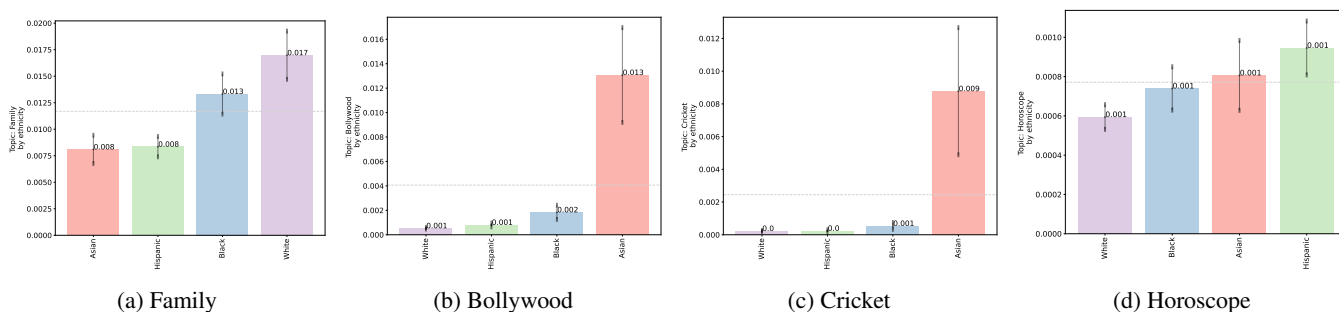 0.0200
0.0175
0.0150
0.0125
0.0100
0.0075
0.0050
0.0025
0.0000
Topic: Family
by ethnicity
0.008
0.008
0.013
0.017
Asian
Hispanic
Black
White
(a) Family
0.016
0.014
0.012
0.010
0.008
0.006
0.004
0.002
0.000
Topic: Bollywood
by ethnicity
0.001
0.001
0.002
0.013
White
Hispanic
Black
Asian
(b) Bollywood
0.012
0.010
0.008
0.006
0.004
0.002
0.000
Topic: Cricket
by ethnicity
0.0
0.0
0.001
0.009
White
Hispanic
Black
Asian
(c) Cricket
0.0010
0.0008
0.0006
0.0004
0.0002
0.0000
Topic: Horoscope
by ethnicity
0.001
0.001
0.001
0.001
White
Black
Asian
Hispanic
(d) Horoscope